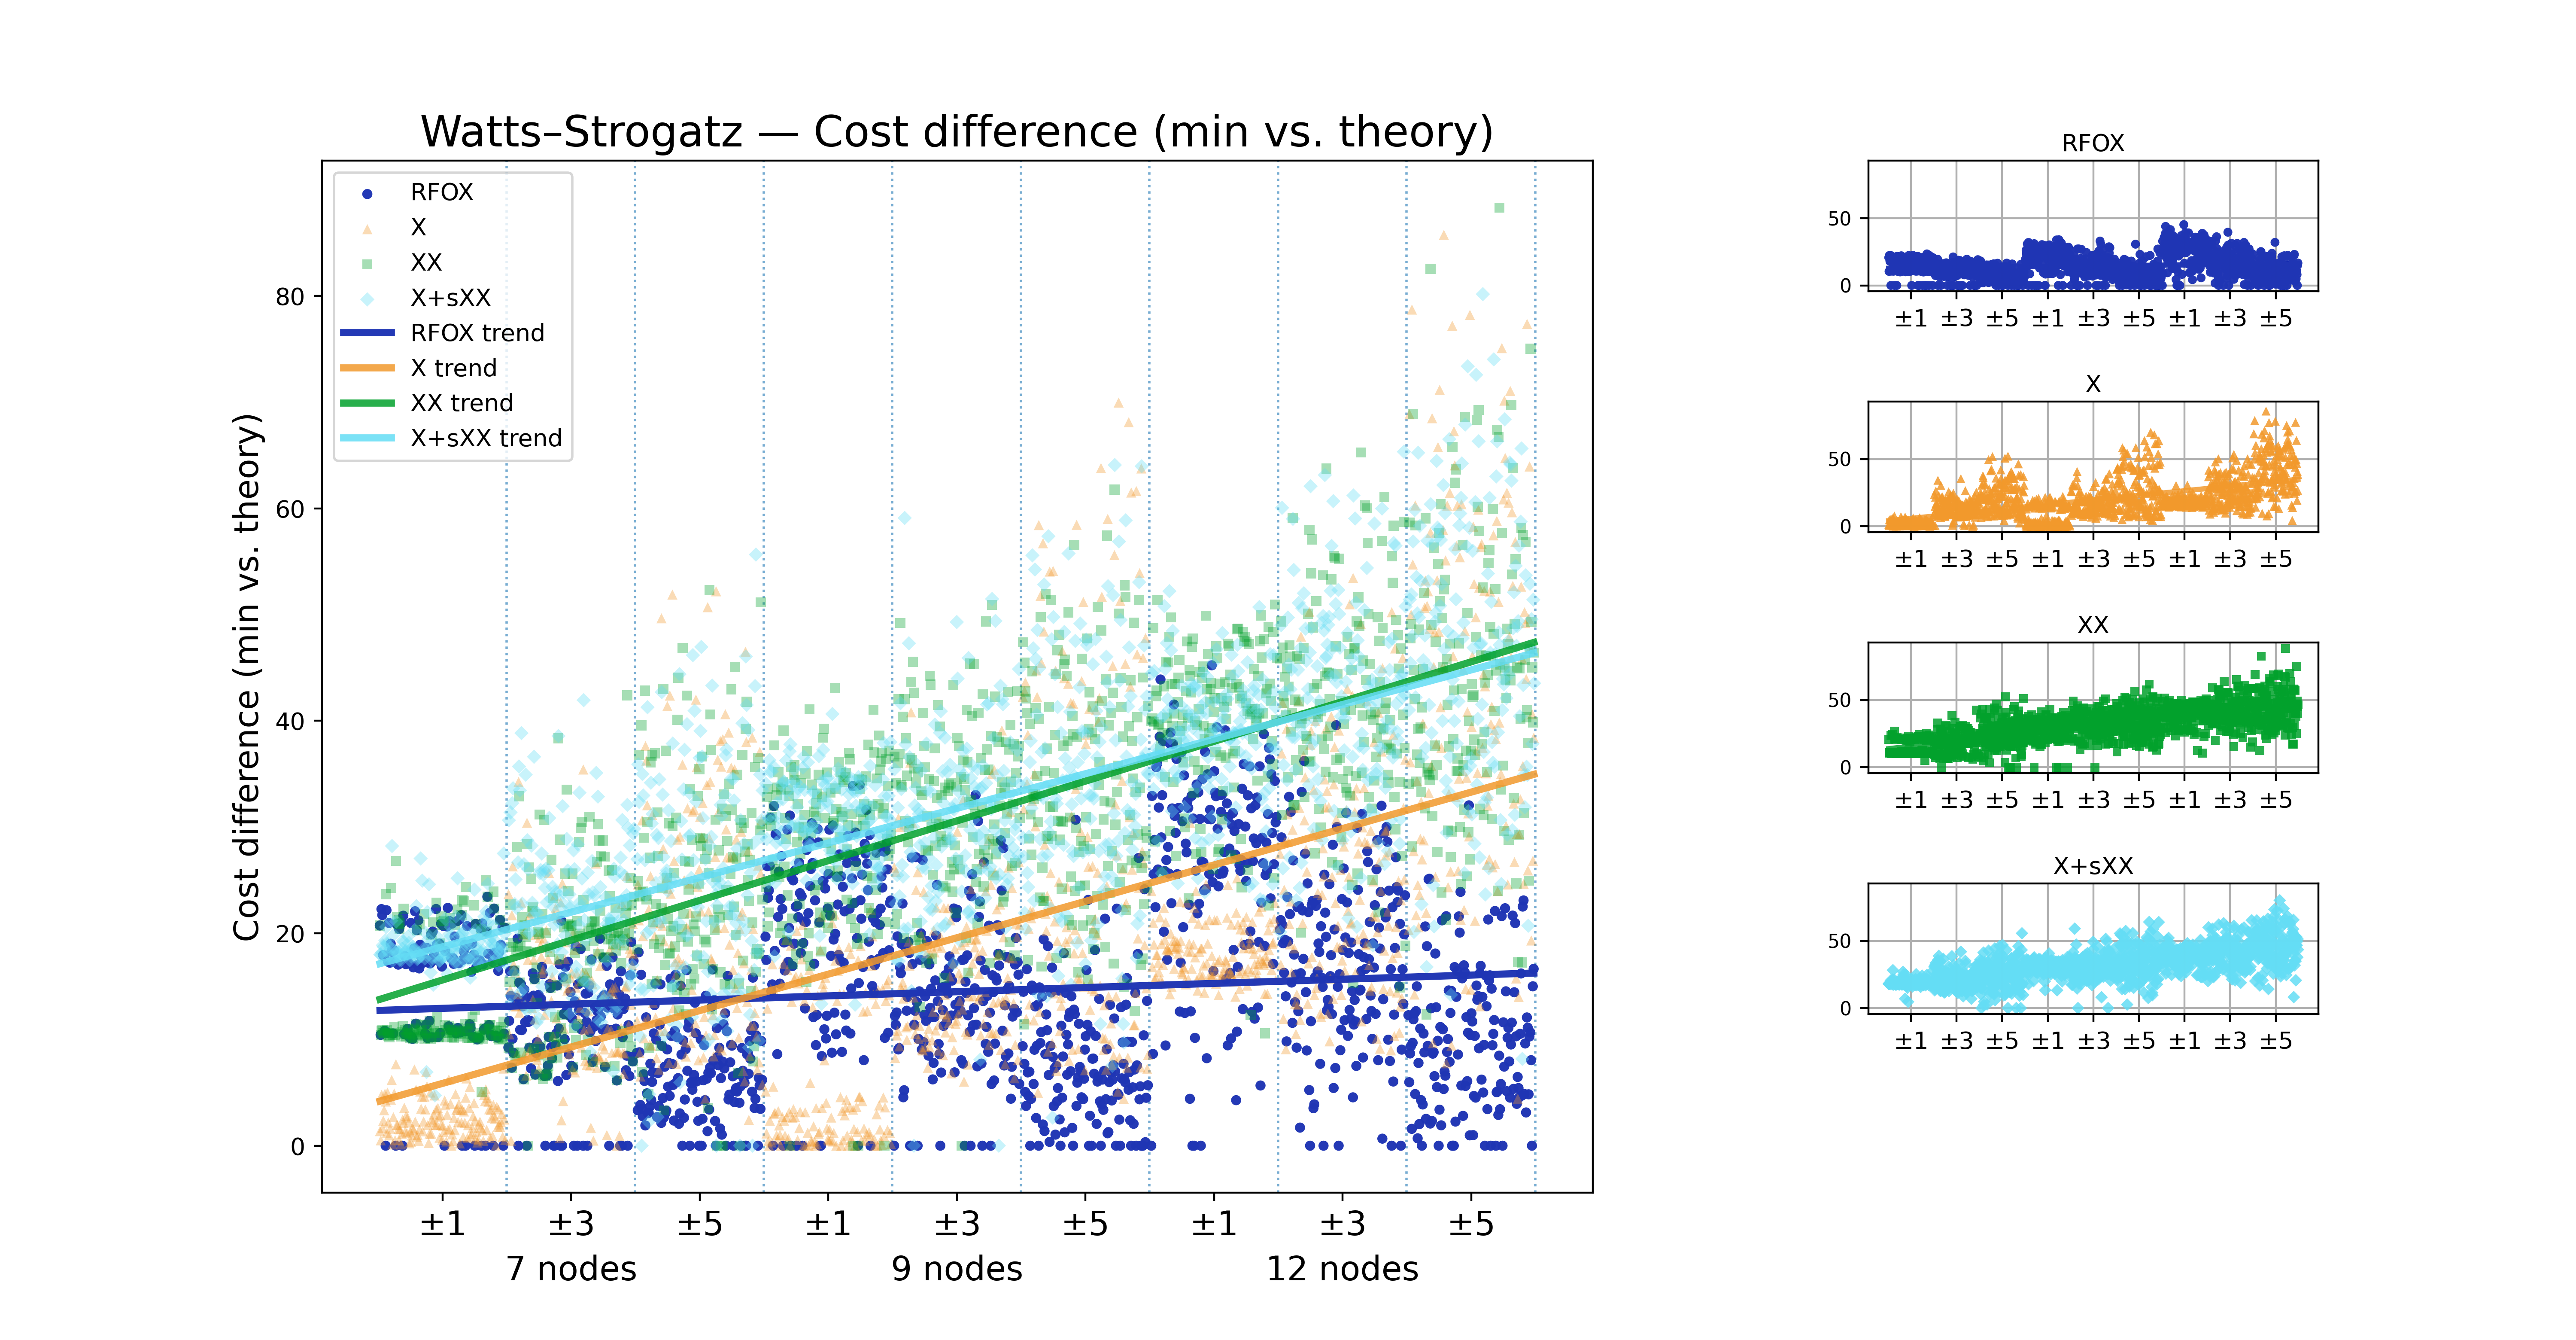 Watts–Strogatz — Cost difference (min vs. theory)
Cost difference (min vs. theory)
80
60
40
20
0
RFOX
X
XX
X+sXX
RFOX trend
X trend
XX trend
X+sXX trend
±1 ±3 ±5 ±1 ±3 ±5 ±1 ±3 ±5
7 nodes 9 nodes 12 nodes
RFOX
50
0
±1 ±3 ±5 ±1 ±3 ±5 ±1 ±3 ±5
X
50
0
±1 ±3 ±5 ±1 ±3 ±5 ±1 ±3 ±5
XX
50
0
±1 ±3 ±5 ±1 ±3 ±5 ±1 ±3 ±5
X+sXX
50
0
±1 ±3 ±5 ±1 ±3 ±5 ±1 ±3 ±5